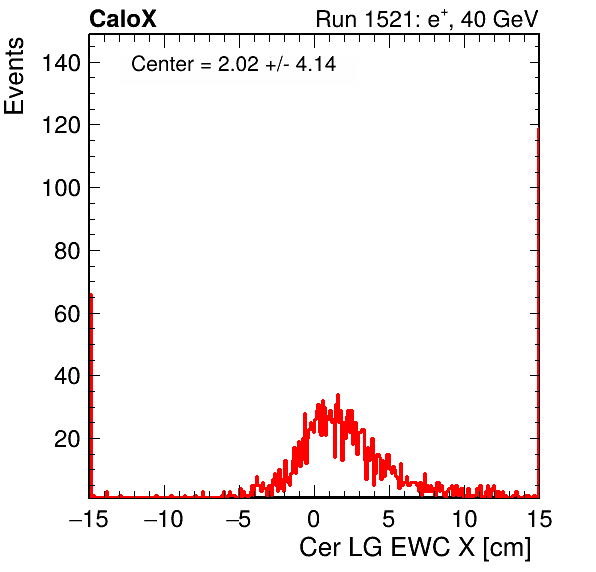 CaloX Run 1521: e⁺, 40 GeV
Events
Center = 2.02 +/- 4.14
140
120
100
80
60
40
20
−15 −10 −5 0 5 10 15
Cer LG EWC X [cm]